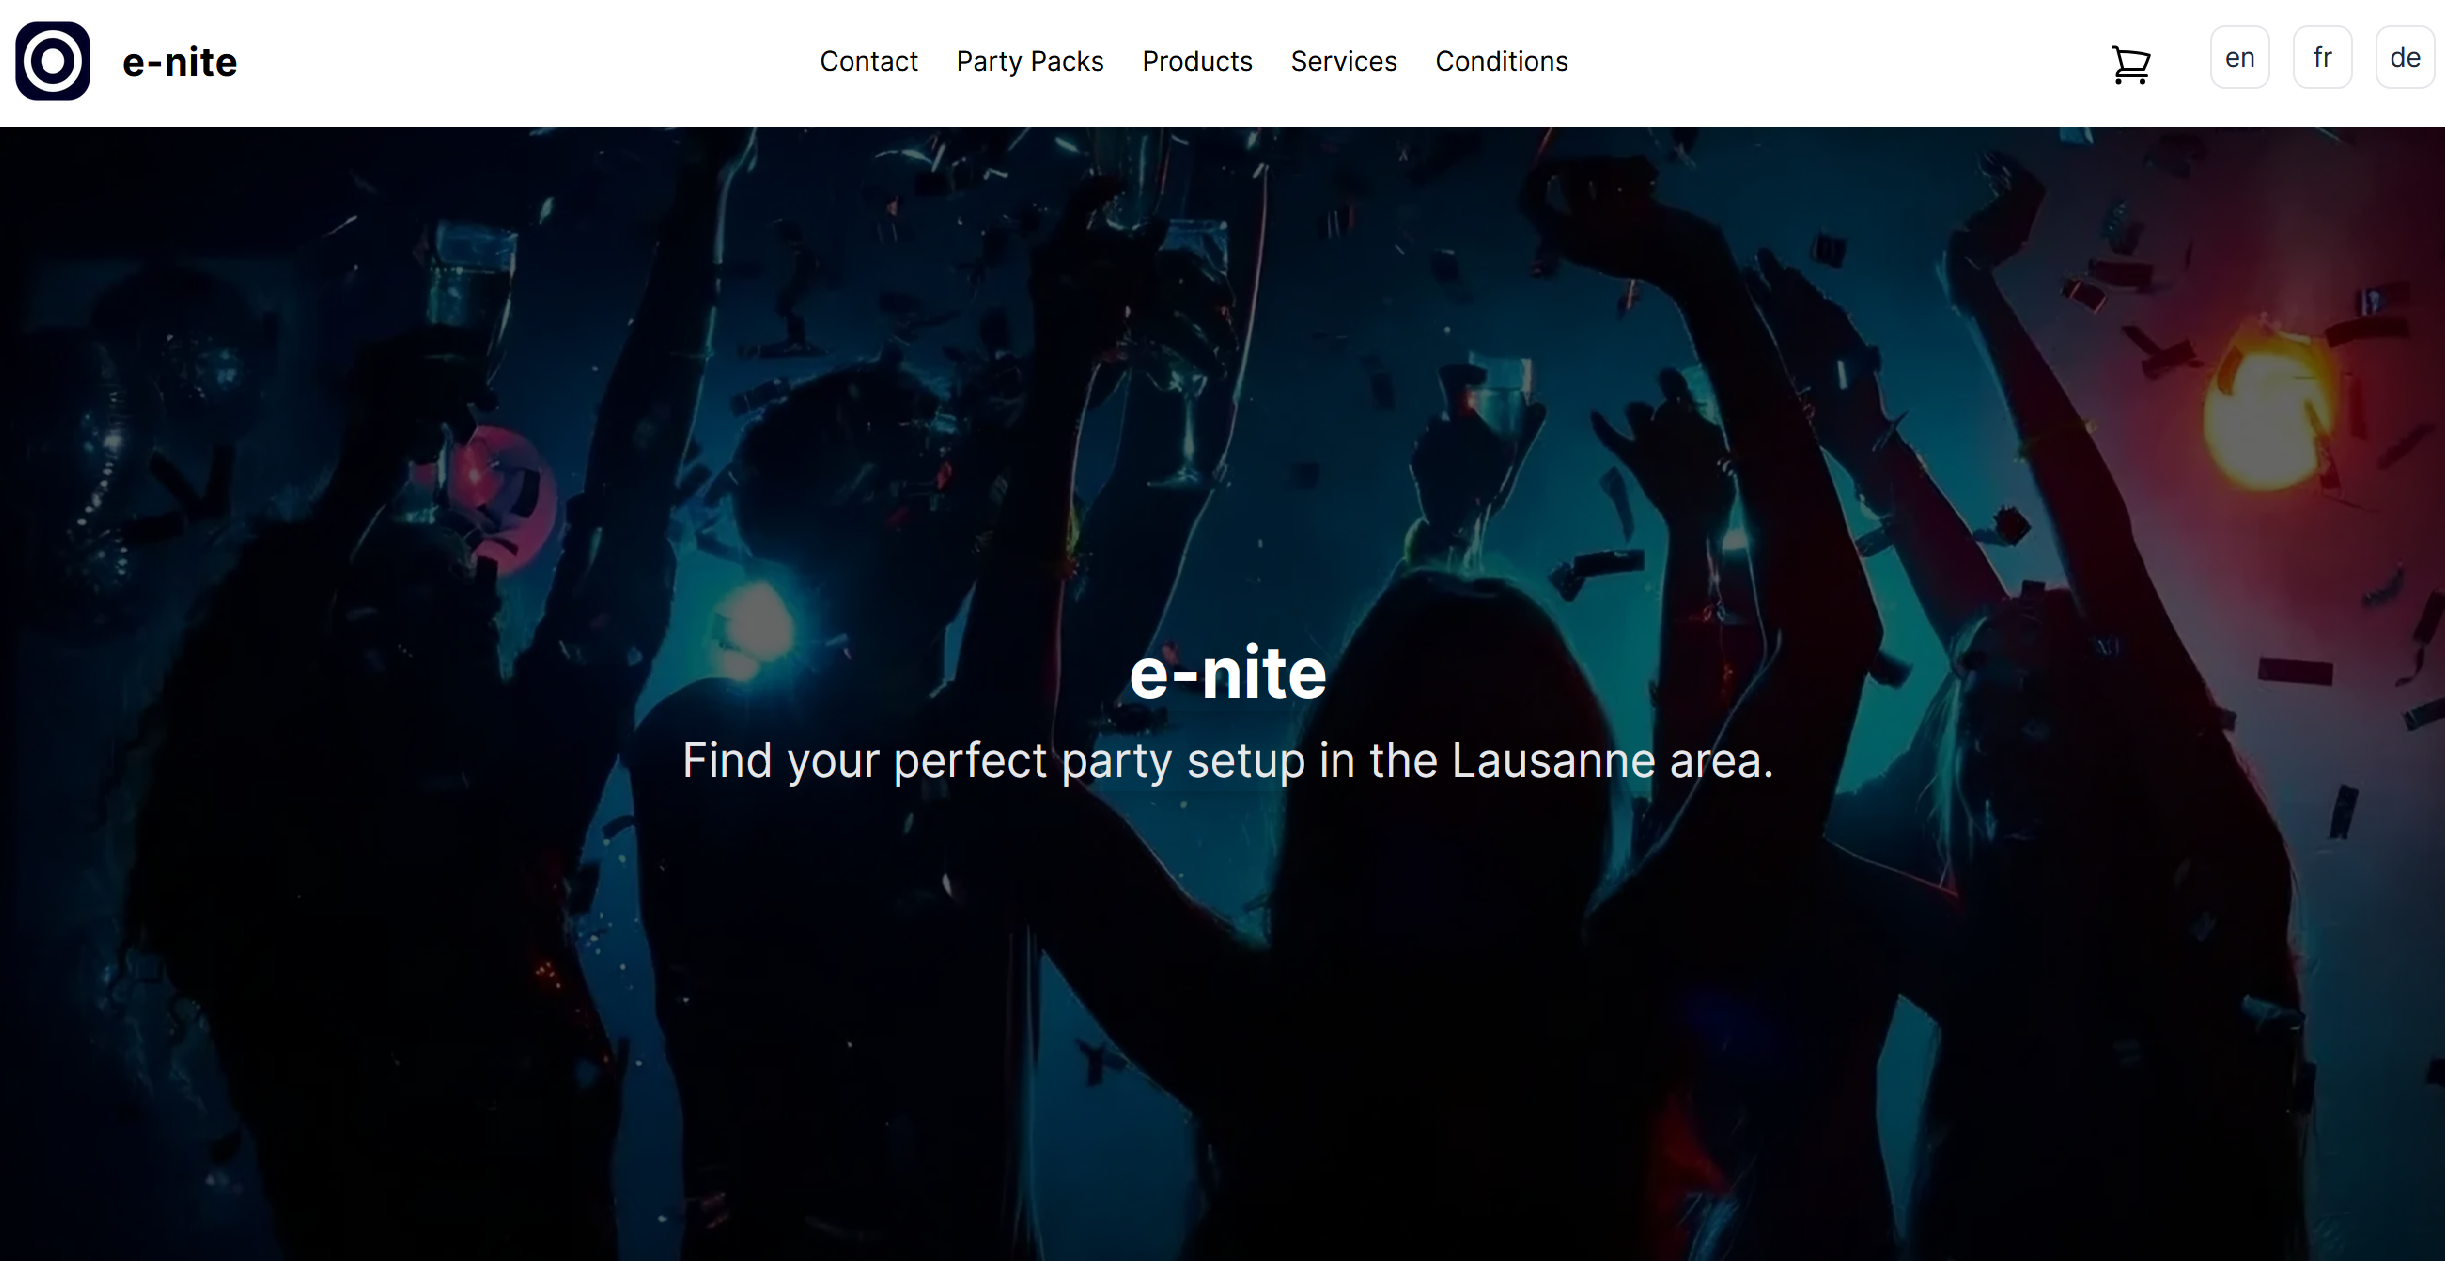 e-nite
Contact Party Packs Products Services Conditions
en fr de
e-nite
Find your perfect party setup in the Lausanne area.